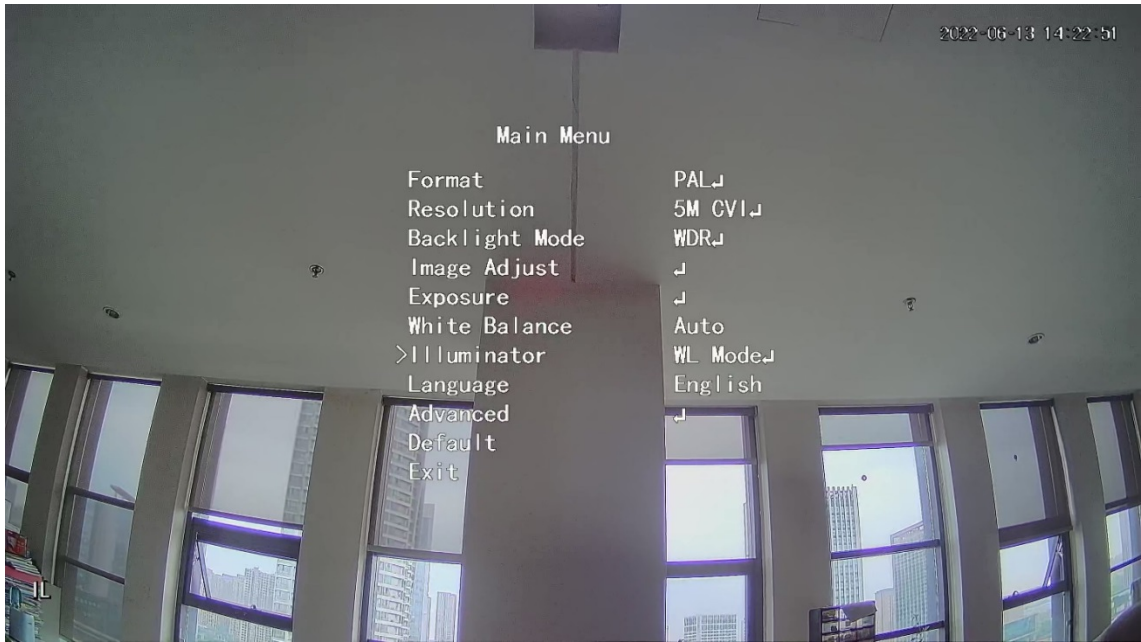 2022-06-13 14:22:51
Main Menu
Format PAL↲
Resolution 5M CVI↲
Backlight Mode WDR↲
Image Adjust ↲
Exposure ↲
White Balance Auto
>Illuminator WL Mode↲
Language English
Advanced ↲
Default
Exit
IL